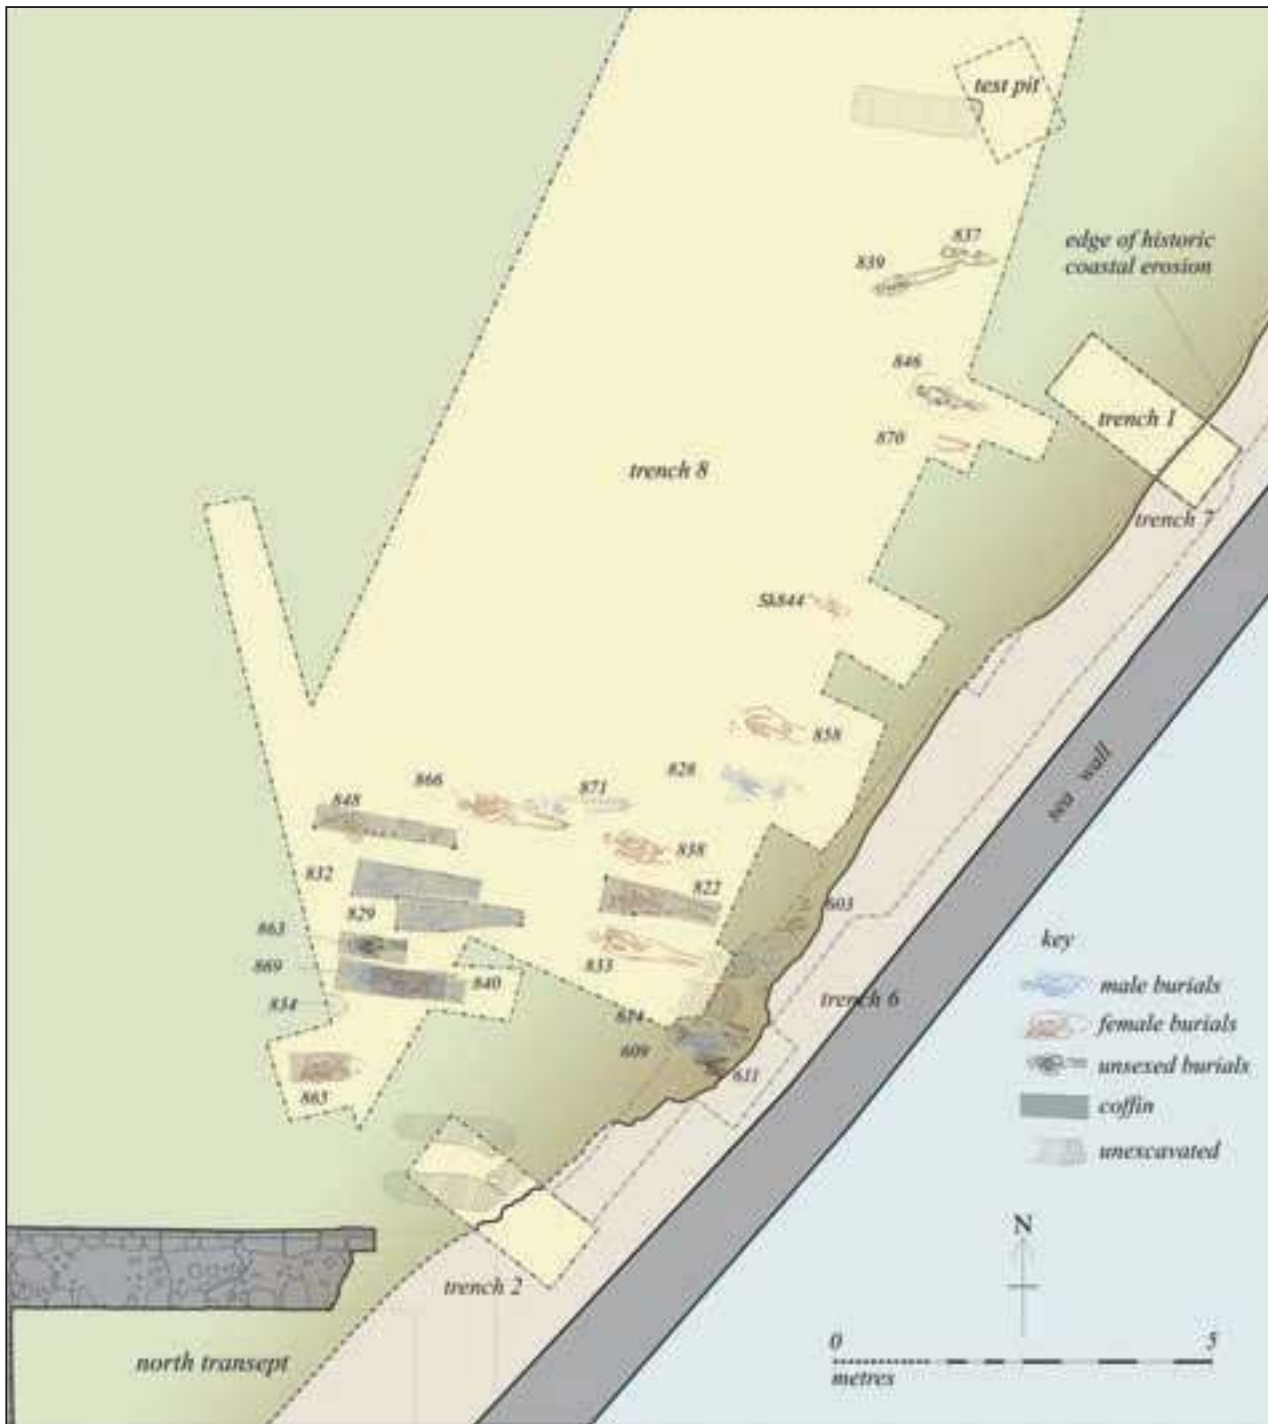 test pit
837
839
edge of historic
coastal erosion
846
trench 1
870
trench 8
trench 7
Sk844
858
828
sea wall
866
871
848
838
832
822
829
603
863
833
key
869
840
834
trench 6
male burials
614
female burials
609
611
unsexed burials
865
coffin
unexcavated
N
trench 2
0 5
metres
north transept